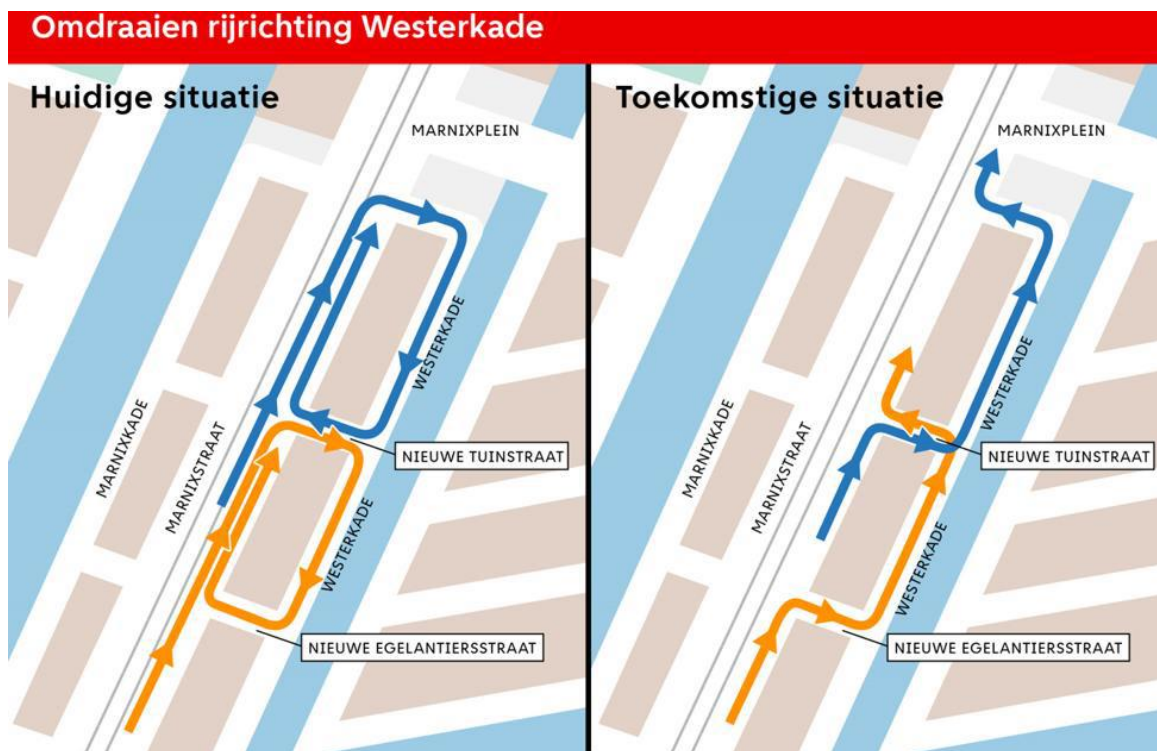 Omdraaien rijrichting Westerkade
Huidige situatie
MARNIXPLEIN
WESTERKADE
MARNIXKADE
MARNIXSTRAAT
NIEUWE TUINSTRAAT
WESTERKADE
NIEUWE EGELANTIERSSTRAAT
Toekomstige situatie
MARNIXPLEIN
WESTERKADE
MARNIXKADE
MARNIXSTRAAT
NIEUWE TUINSTRAAT
WESTERKADE
NIEUWE EGELANTIERSSTRAAT